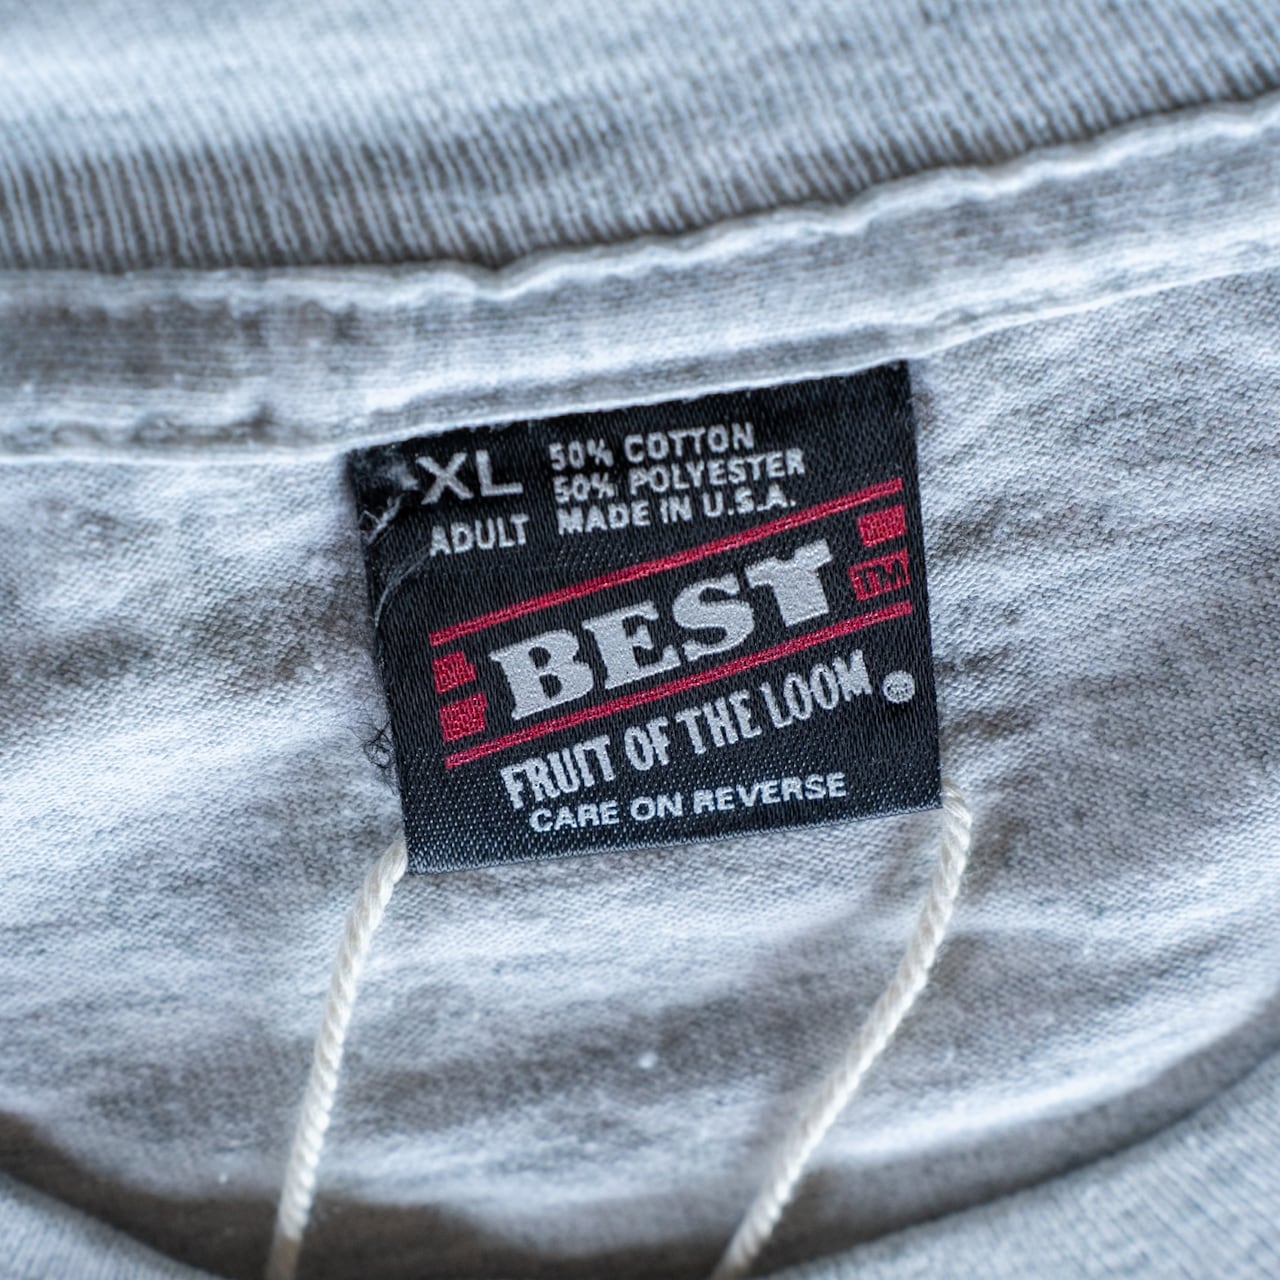 XL
ADULT
50% COTTON
50% POLYESTER
MADE IN U.S.A.
BEST
TM
FRUIT OF THE LOOM
CARE ON REVERSE